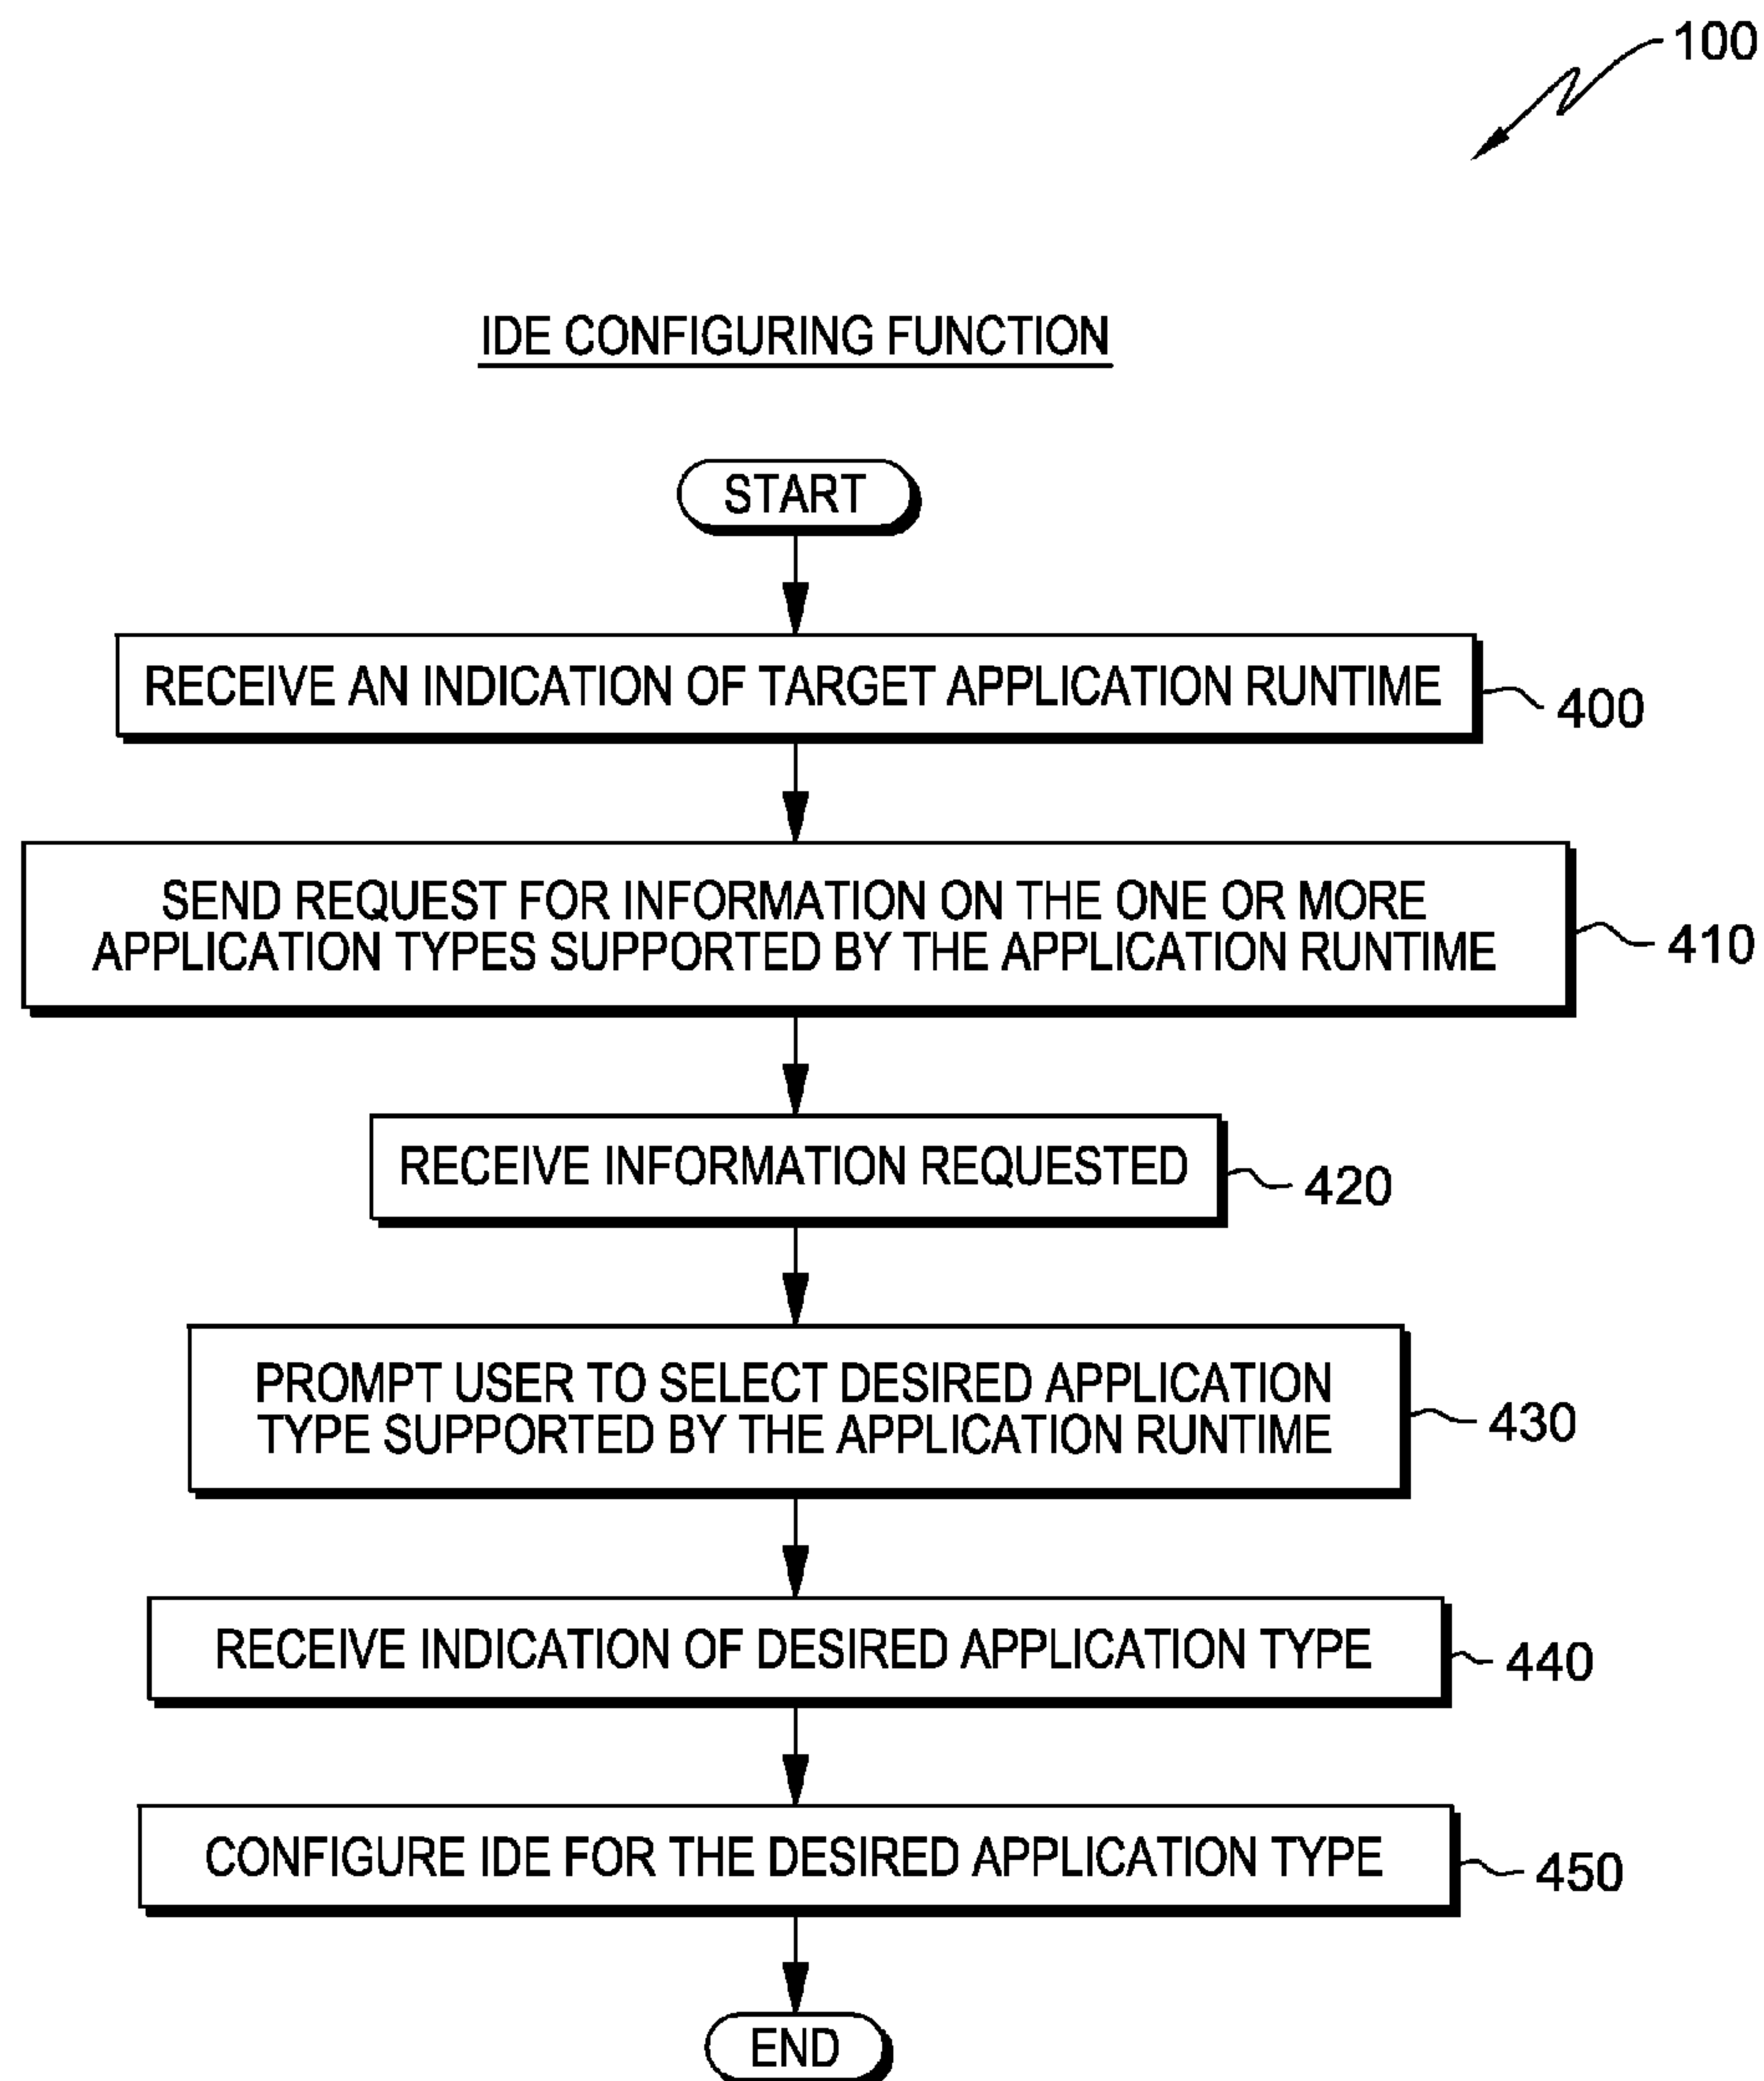 100
IDE CONFIGURING FUNCTION
START
RECEIVE AN INDICATION OF TARGET APPLICATION RUNTIME
400
SEND REQUEST FOR INFORMATION ON THE ONE OR MORE
APPLICATION TYPES SUPPORTED BY THE APPLICATION RUNTIME
410
RECEIVE INFORMATION REQUESTED
420
PROMPT USER TO SELECT DESIRED APPLICATION
TYPE SUPPORTED BY THE APPLICATION RUNTIME
430
RECEIVE INDICATION OF DESIRED APPLICATION TYPE
440
CONFIGURE IDE FOR THE DESIRED APPLICATION TYPE
450
END